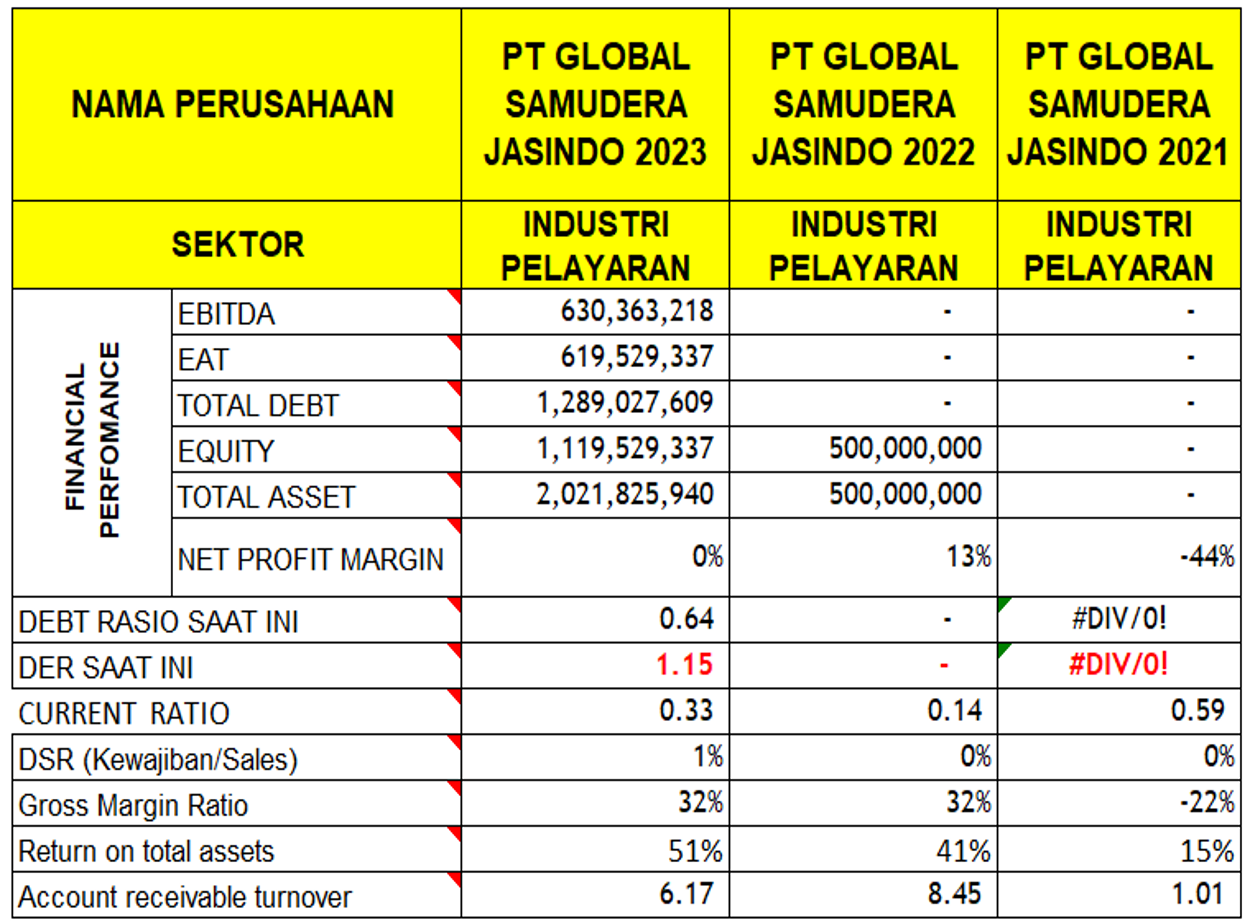 NAMA PERUSAHAAN
PT GLOBAL
SAMUDERA
JASINDO 2023
PT GLOBAL
SAMUDERA
JASINDO 2022
PT GLOBAL
SAMUDERA
JASINDO 2021
SEKTOR
INDUSTRI
PELAYARAN
INDUSTRI
PELAYARAN
INDUSTRI
PELAYARAN
FINANCIAL
PERFOMANCE
EBITDA 630,363,218 - -
EAT 619,529,337 - -
TOTAL DEBT 1,289,027,609 - -
EQUITY 1,119,529,337 500,000,000 -
TOTAL ASSET 2,021,825,940 500,000,000 -
NET PROFIT MARGIN 0% 13% -44%
DEBT RASIO SAAT INI 0.64 - #DIV/0!
DER SAAT INI 1.15 - #DIV/0!
CURRENT RATIO 0.33 0.14 0.59
DSR (Kewajiban/Sales) 1% 0% 0%
Gross Margin Ratio 32% 32% -22%
Return on total assets 51% 41% 15%
Account receivable turnover 6.17 8.45 1.01